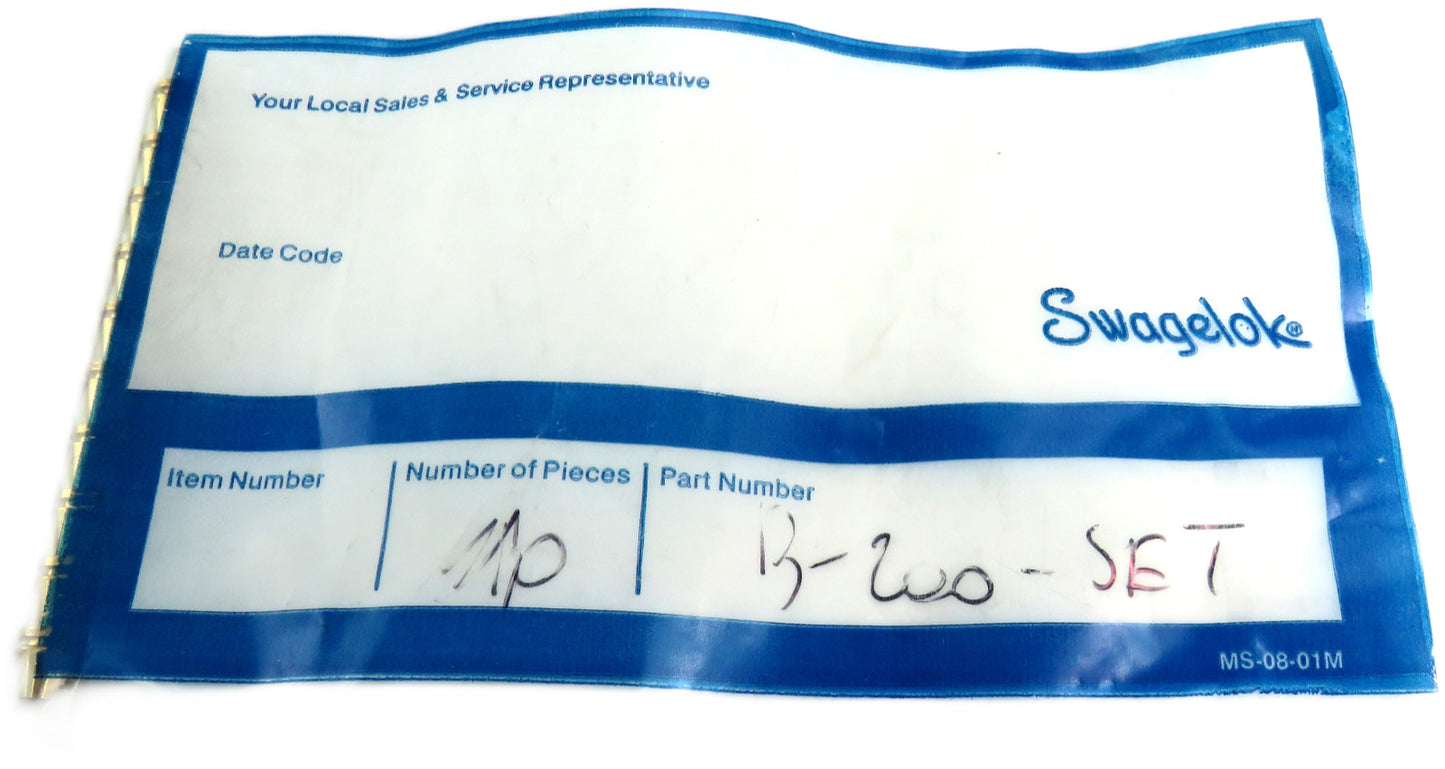 Your Local Sales & Service Representative
Date Code
Swagelok®
Item Number
Number of Pieces
Part Number
B-200-SET
MS-08-01M